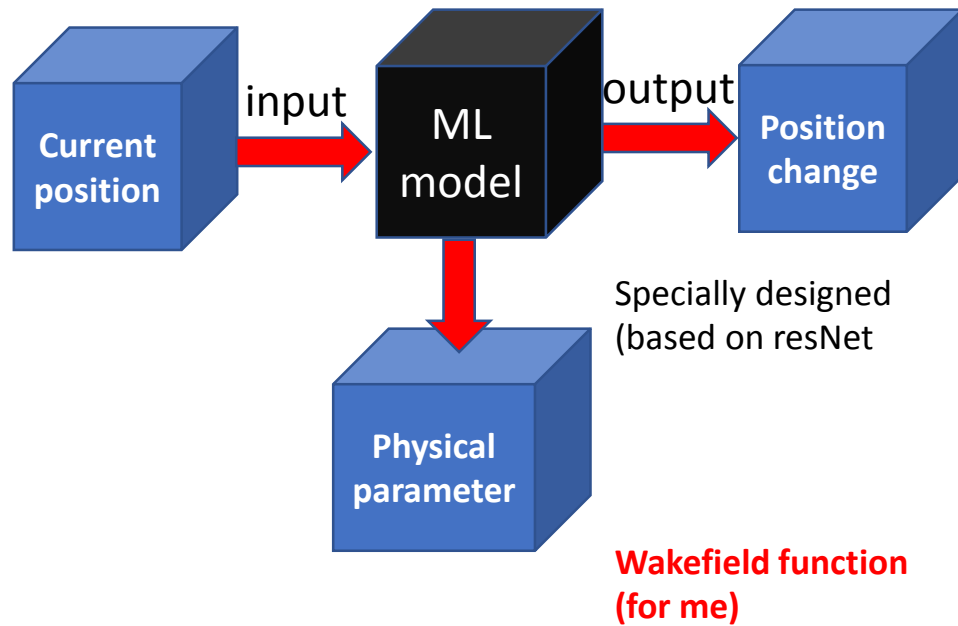 Current
position
input
ML
model
output
Position
change
Specially designed
(based on resNet
Physical
parameter
Wakefield function
(for me)